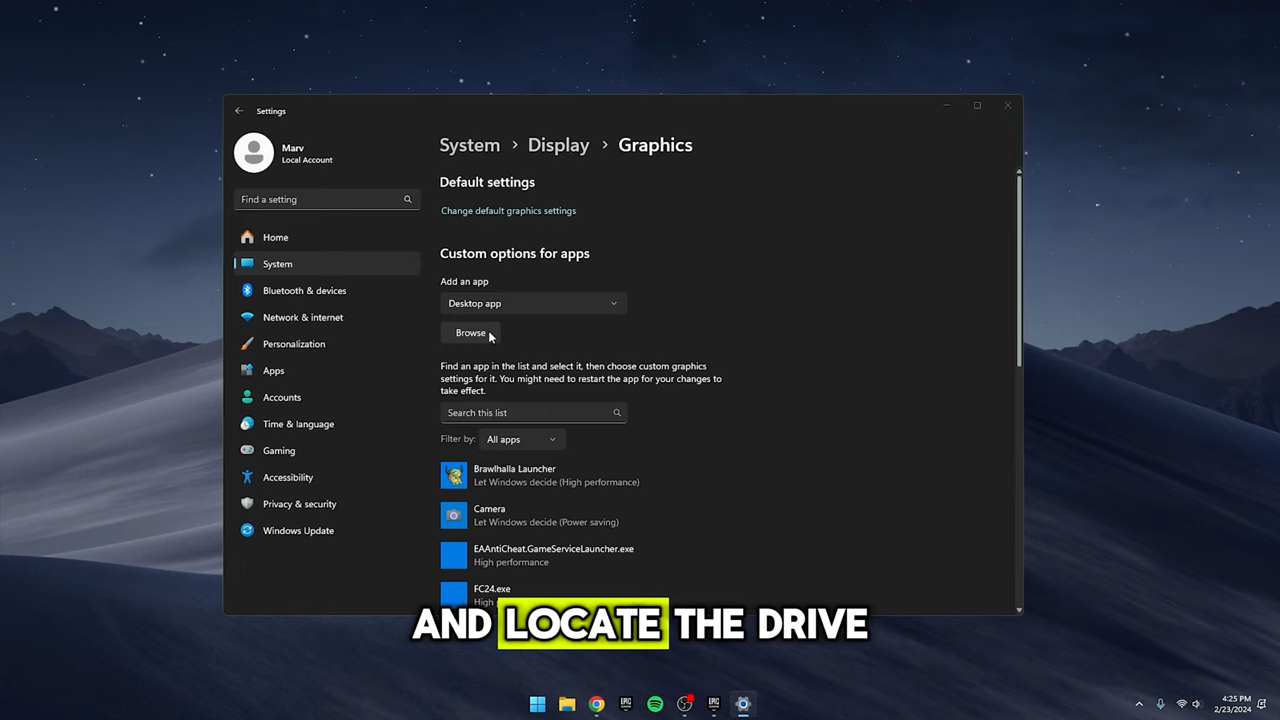 Settings
Marv
Local Account
Find a setting
Home
System
Bluetooth & devices
Network & internet
Personalization
Apps
Accounts
Time & language
Gaming
Accessibility
Privacy & security
Windows Update
System > Display > Graphics
Default settings
Change default graphics settings
Custom options for apps
Add an app
Desktop app
Browse
Find an app in the list and select it, then choose custom graphics
settings for it. You might need to restart the app for your changes to
take effect.
Search this list
Filter by: All apps
Brawlhalla Launcher
Let Windows decide (High performance)
Camera
Let Windows decide (Power saving)
EAAntiCheat.GameServiceLauncher.exe
High performance
FC24.exe
High
AND LOCATE THE DRIVE
EPIC
EPIC
4:25 PM
2/23/2024